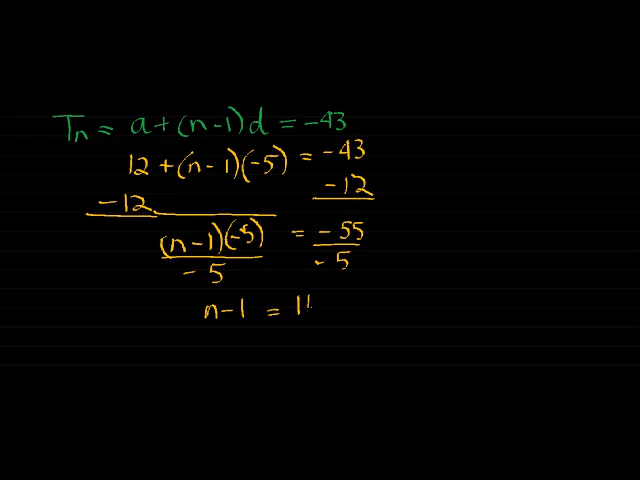 Tn = a + (n - 1)d = -43
12 + (n - 1)(-5) = -43
-12 -12
(n - 1)(-5) = -55
-5 -5
n - 1 = 11